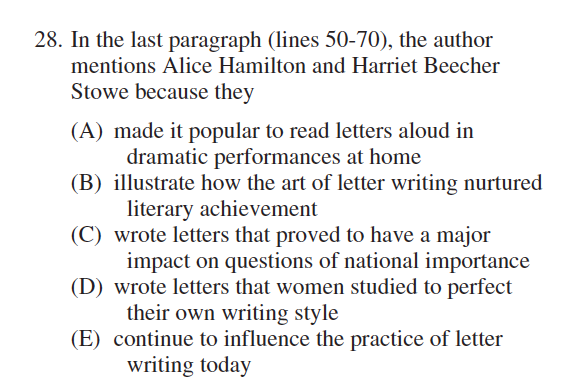 28. In the last paragraph (lines 50-70), the author
mentions Alice Hamilton and Harriet Beecher
Stowe because they
(A) made it popular to read letters aloud in
dramatic performances at home
(B) illustrate how the art of letter writing nurtured
literary achievement
(C) wrote letters that proved to have a major
impact on questions of national importance
(D) wrote letters that women studied to perfect
their own writing style
(E) continue to influence the practice of letter
writing today